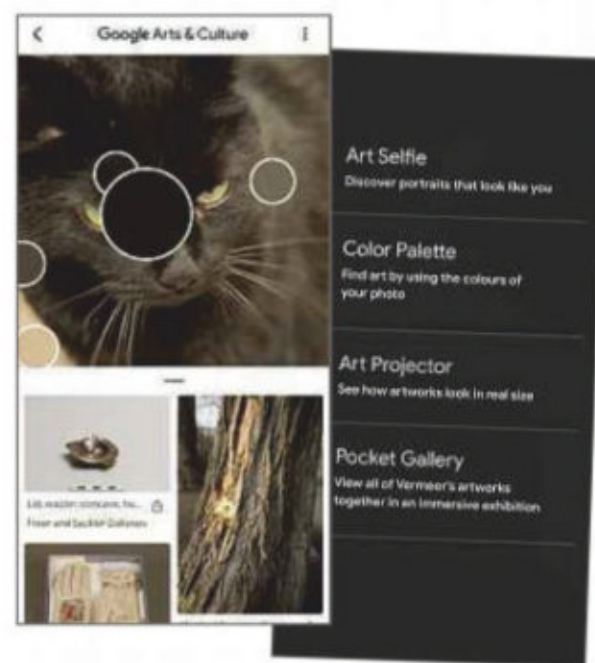 Google Arts & Culture
Art Selfie
Discover portraits that look like you
Color Palette
Find art by using the colours of
your photo
Art Projector
See how artworks look in real size
Pocket Gallery
View all of Vermeer's artworks
together in an immersive exhibition
Freer and Sackler Galleries